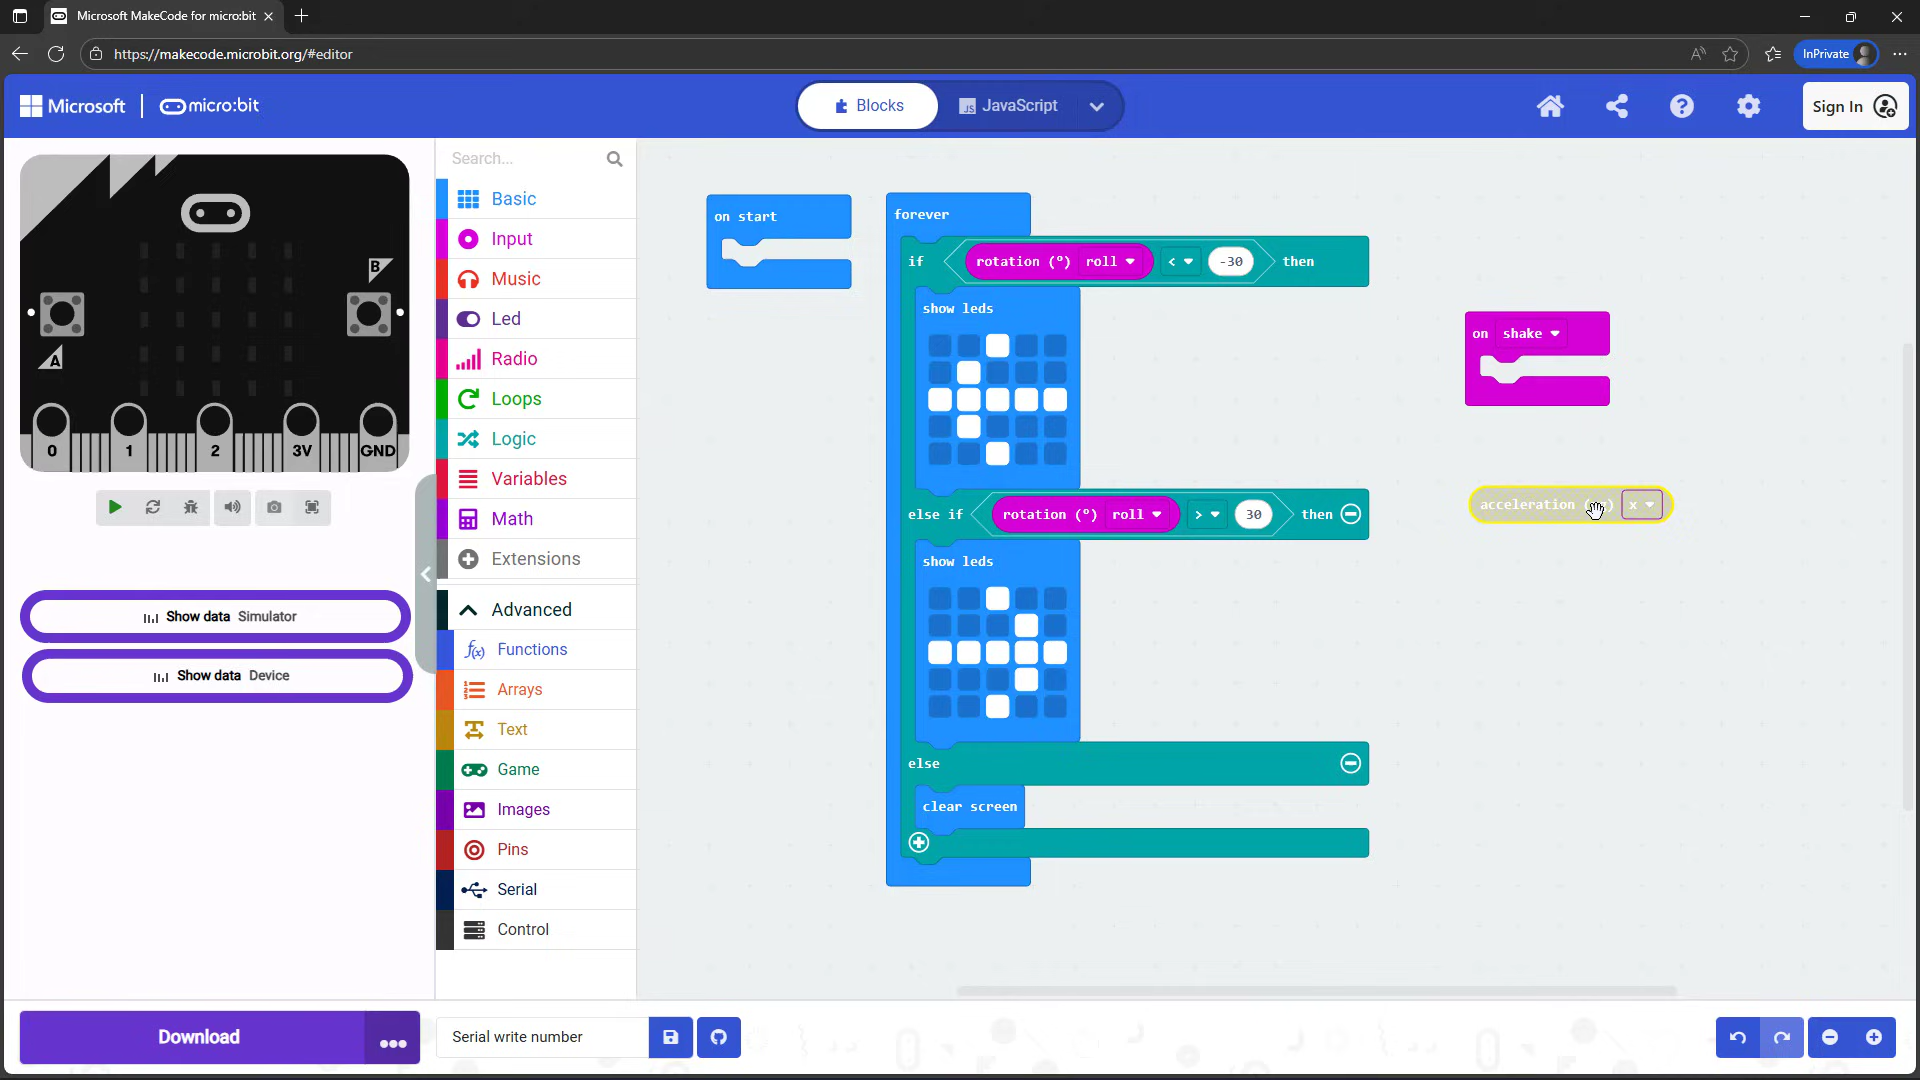 Microsoft MakeCode for micro:bit
https://makecode.microbit.org/#editor
InPrivate
Microsoft
micro:bit
Blocks
JS JavaScript
?
Sign In
B
A
0 1 2 3V GND
Show data Simulator
Show data Device
Search...
Basic
Input
Music
Led
Radio
Loops
Logic
Variables
Math
Extensions
Advanced
f(x) Functions
Arrays
Text
Game
Images
Pins
Serial
Control
on start
forever
if rotation (°) roll < -30 then
show leds
else if rotation (°) roll > 30 then
show leds
else
clear screen
on shake
acceleration x
Download
Serial write number